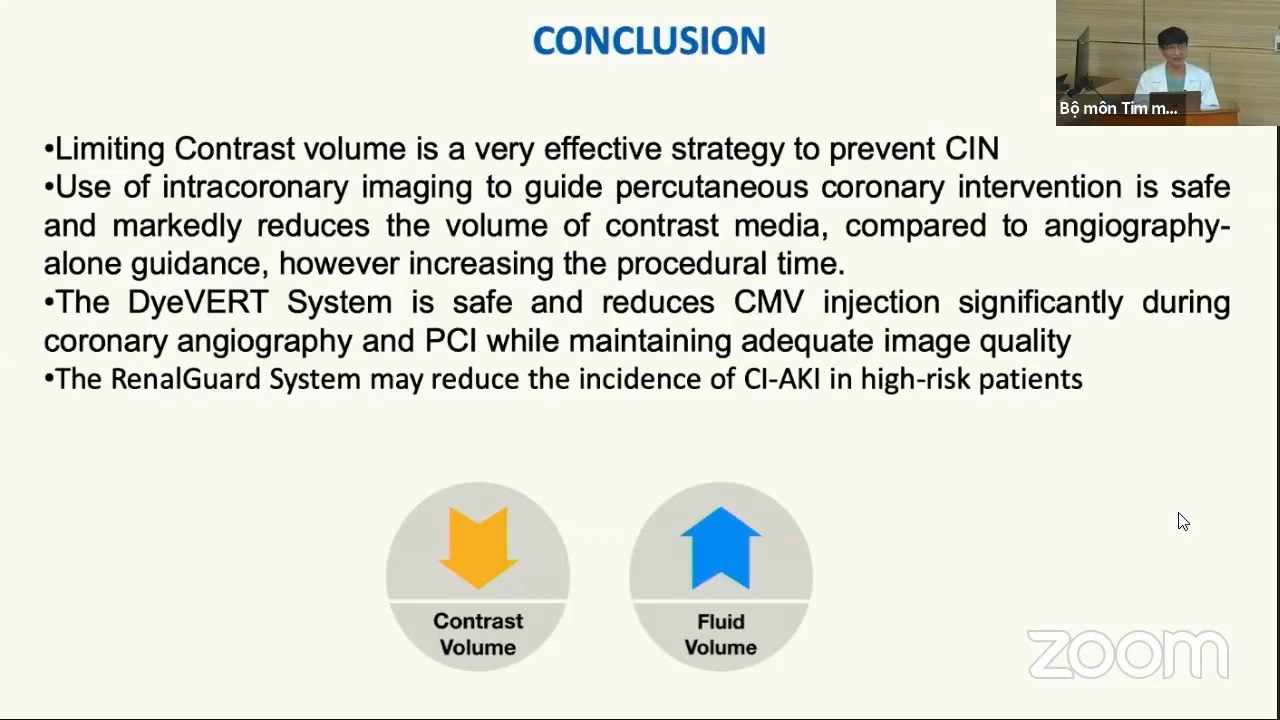 CONCLUSION
Bộ môn Tim m...
•Limiting Contrast volume is a very effective strategy to prevent CIN
•Use of intracoronary imaging to guide percutaneous coronary intervention is safe
and markedly reduces the volume of contrast media, compared to angiography-
alone guidance, however increasing the procedural time.
•The DyeVERT System is safe and reduces CMV injection significantly during
coronary angiography and PCI while maintaining adequate image quality
•The RenalGuard System may reduce the incidence of CI-AKI in high-risk patients
Contrast
Volume
Fluid
Volume
zoom